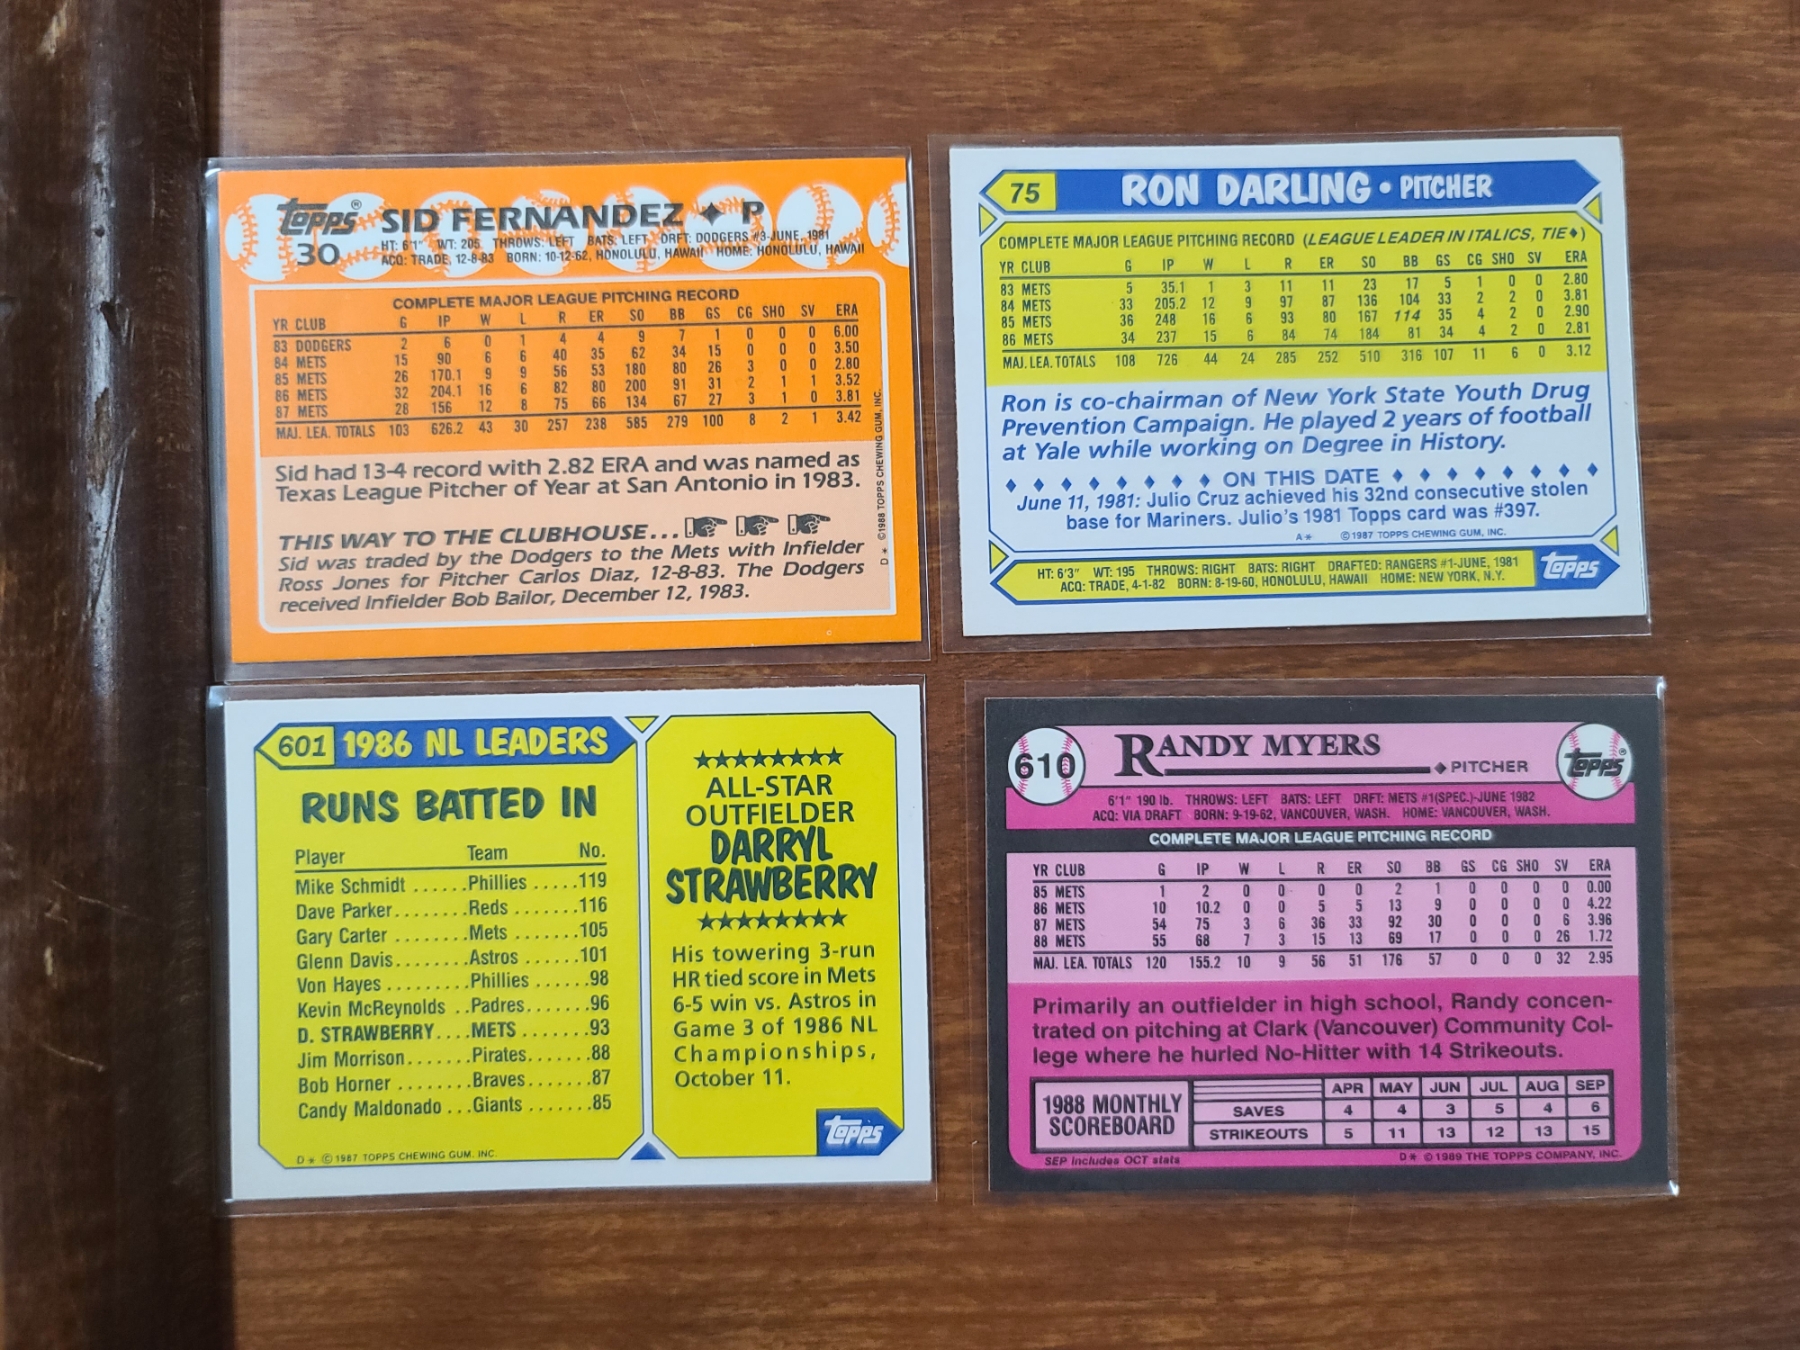 Topps®
SID FERNANDEZ ♦ P
30
HT: 6'1" WT: 205 THROWS: LEFT BATS: LEFT DRFT: DODGERS #3-JUNE, 1981
ACQ: TRADE, 12-8-83 BORN: 10-12-62, HONOLULU, HAWAII HOME: HONOLULU, HAWAII
COMPLETE MAJOR LEAGUE PITCHING RECORD
YR CLUB G IP W L R ER SO BB GS CG SHO SV ERA
83 DODGERS 2 6 0 1 4 4 9 7 1 0 0 0 6.00
84 METS 15 90 6 6 40 35 62 34 15 0 0 0 3.50
85 METS 26 170.1 9 9 56 53 180 80 26 3 0 0 2.80
86 METS 32 204.1 16 6 82 80 200 91 31 2 1 1 3.52
87 METS 28 156 12 8 75 66 134 67 27 3 1 0 3.81
MAJ. LEA. TOTALS 103 626.2 43 30 257 238 585 279 100 8 2 1 3.42
Sid had 13-4 record with 2.82 ERA and was named as
Texas League Pitcher of Year at San Antonio in 1983.
THIS WAY TO THE CLUBHOUSE...
Sid was traded by the Dodgers to the Mets with Infielder
Ross Jones for Pitcher Carlos Diaz, 12-8-83. The Dodgers
received Infielder Bob Bailor, December 12, 1983.
D* ©1988 TOPPS CHEWING GUM, INC.
75 RON DARLING • PITCHER
COMPLETE MAJOR LEAGUE PITCHING RECORD (LEAGUE LEADER IN ITALICS, TIE♦)
YR CLUB G IP W L R ER SO BB GS CG SHO SV ERA
83 METS 5 35.1 1 3 11 11 23 17 5 1 0 0 2.80
84 METS 33 205.2 12 9 97 87 136 104 33 2 2 0 3.81
85 METS 36 248 16 6 93 80 167 114 35 4 2 0 2.90
86 METS 34 237 15 6 84 74 184 81 34 4 2 0 2.81
MAJ. LEA. TOTALS 108 726 44 24 285 252 510 316 107 11 6 0 3.12
Ron is co-chairman of New York State Youth Drug
Prevention Campaign. He played 2 years of football
at Yale while working on Degree in History.
♦ ♦ ♦ ♦ ♦ ♦ ♦ ♦ ON THIS DATE ♦ ♦ ♦ ♦ ♦ ♦ ♦ ♦
June 11, 1981: Julio Cruz achieved his 32nd consecutive stolen
base for Mariners. Julio's 1981 Topps card was #397.
A* ©1987 TOPPS CHEWING GUM, INC.
HT: 6'3" WT: 195 THROWS: RIGHT BATS: RIGHT DRAFTED: RANGERS #1-JUNE, 1981
ACQ: TRADE, 4-1-82 BORN: 8-19-60, HONOLULU, HAWAII HOME: NEW YORK, N.Y.
Topps
601 1986 NL LEADERS
RUNS BATTED IN
Player Team No.
Mike Schmidt ......Phillies .....119
Dave Parker........Reds .......116
Gary Carter ........Mets .......105
Glenn Davis........Astros ......101
Von Hayes .........Phillies ......98
Kevin McReynolds ..Padres.......96
D. STRAWBERRY....METS ........93
Jim Morrison.......Pirates.......88
Bob Horner ........Braves.......87
Candy Maldonado ...Giants .......85
D* ©1987 TOPPS CHEWING GUM, INC.
★★★★★★★★
ALL-STAR
OUTFIELDER
DARRYL
STRAWBERRY
★★★★★★★★
His towering 3-run
HR tied score in Mets
6-5 win vs. Astros in
Game 3 of 1986 NL
Championships,
October 11.
Topps
610 RANDY MYERS
♦ PITCHER
Topps®
6'1" 190 lb. THROWS: LEFT BATS: LEFT DRFT: METS #1(SPEC.)-JUNE 1982
ACQ: VIA DRAFT BORN: 9-19-62, VANCOUVER, WASH. HOME: VANCOUVER, WASH.
COMPLETE MAJOR LEAGUE PITCHING RECORD
YR CLUB G IP W L R ER SO BB GS CG SHO SV ERA
85 METS 1 2 0 0 0 0 2 1 0 0 0 0 0.00
86 METS 10 10.2 0 0 5 5 13 9 0 0 0 0 4.22
87 METS 54 75 3 6 36 33 92 30 0 0 0 6 3.96
88 METS 55 68 7 3 15 13 69 17 0 0 0 26 1.72
MAJ. LEA. TOTALS 120 155.2 10 9 56 51 176 57 0 0 0 32 2.95
Primarily an outfielder in high school, Randy concen-
trated on pitching at Clark (Vancouver) Community Col-
lege where he hurled No-Hitter with 14 Strikeouts.
1988 MONTHLY
SCOREBOARD
APR MAY JUN JUL AUG SEP
SAVES 4 4 3 5 4 6
STRIKEOUTS 5 11 13 12 13 15
SEP includes OCT stats
D* ©1989 THE TOPPS COMPANY, INC.